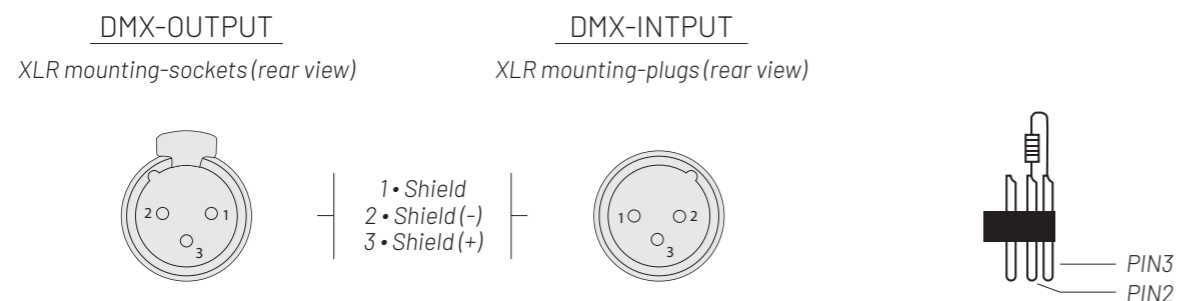 DMX-OUTPUT
XLR mounting-sockets (rear view)
2
1
3
1 • Shield
2 • Shield (-)
3 • Shield (+)
DMX-INTPUT
XLR mounting-plugs (rear view)
1
2
3
PIN3
PIN2